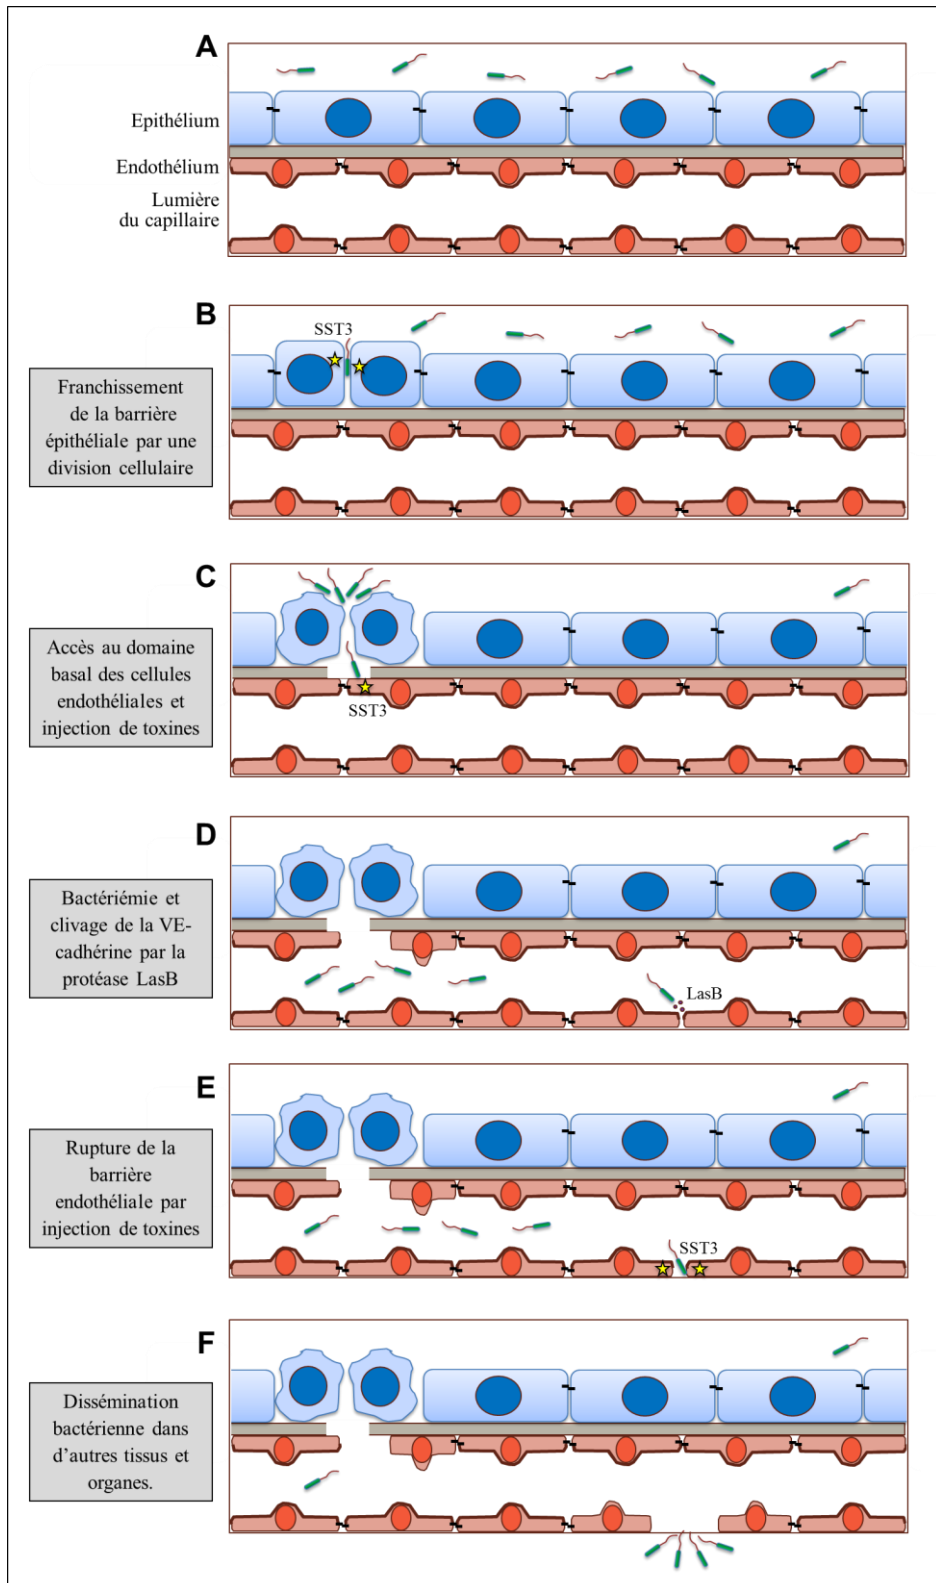 A
Epithélium
Endothélium
Lumière
du capillaire
B
SST3
Franchissement
de la barrière
épithéliale par une
division cellulaire
C
Accès au domaine
basal des cellules
endothéliales et
injection de toxines
SST3
D
Bactériémie et
clivage de la VE-
cadhérine par la
protéase LasB
LasB
E
Rupture de la
barrière
endothéliale par
injection de toxines
SST3
F
Dissémination
bactérienne dans
d'autres tissus et
organes.